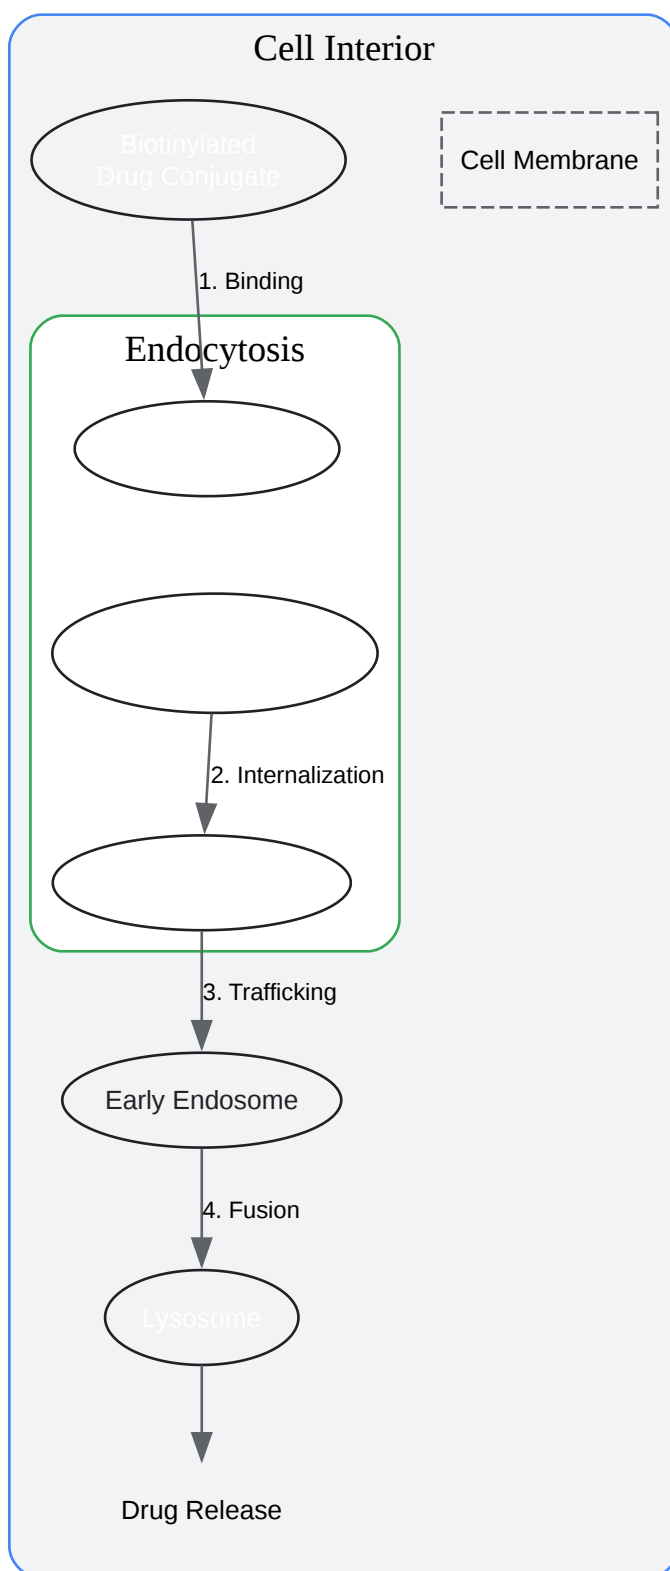 Cell Interior
Biotinylated
Drug Conjugate
Cell Membrane
1. Binding
Endocytosis
2. Internalization
3. Trafficking
Early Endosome
4. Fusion
Lysosome
Drug Release